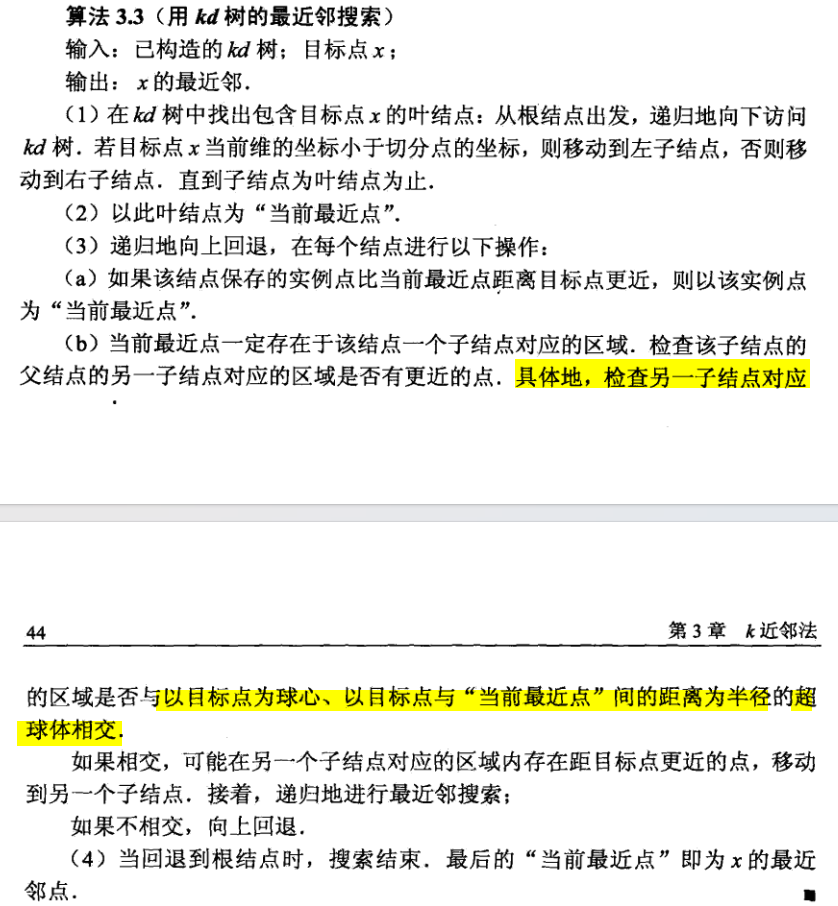 算法 3.3（用 kd 树的最近邻搜索）
输入：已构造的 kd 树；目标点 x；
输出：x 的最近邻．
（1）在 kd 树中找出包含目标点 x 的叶结点：从根结点出发，递归地向下访问
kd 树．若目标点 x 当前维的坐标小于切分点的坐标，则移动到左子结点，否则移
动到右子结点．直到子结点为叶结点为止．
（2）以此叶结点为“当前最近点”．
（3）递归地向上回退，在每个结点进行以下操作：
（a）如果该结点保存的实例点比当前最近点距离目标点更近，则以该实例点
为“当前最近点”．
（b）当前最近点一定存在于该结点一个子结点对应的区域．检查该子结点的
父结点的另一子结点对应的区域是否有更近的点．具体地，检查另一子结点对应
44 第 3 章 k 近邻法
的区域是否与以目标点为球心、以目标点与“当前最近点”间的距离为半径的超
球体相交．
如果相交，可能在另一个子结点对应的区域内存在距目标点更近的点，移动
到另一个子结点．接着，递归地进行最近邻搜索；
如果不相交，向上回退．
（4）当回退到根结点时，搜索结束．最后的“当前最近点”即为 x 的最近
邻点．